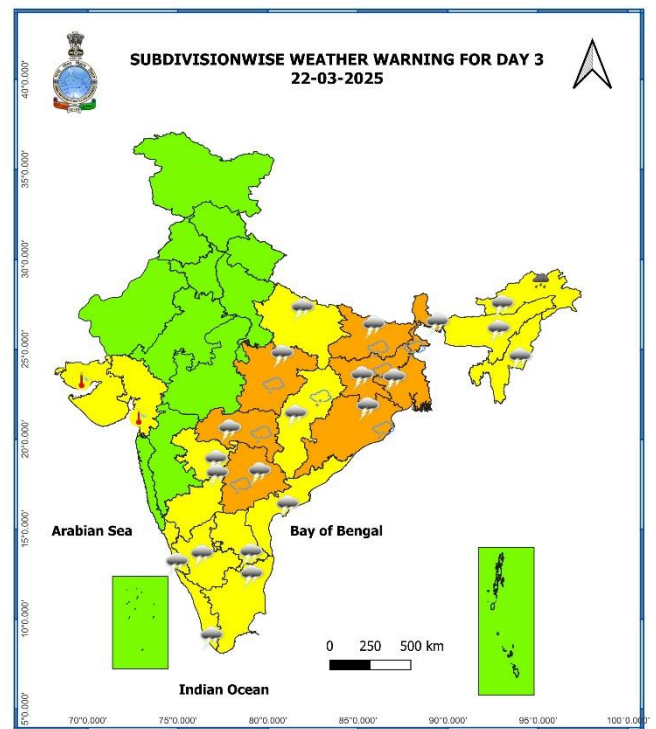 SUBDIVISIONWISE WEATHER WARNING FOR DAY 3
22-03-2025
40°0.000'
35°0.000'
30°0.000'
25°0.000'
20°0.000'
15°0.000'
10°0.000'
5°0.000'
Arabian Sea
Bay of Bengal
Indian Ocean
0 250 500 km
70°0.000' 75°0.000' 80°0.000' 85°0.000' 90°0.000' 95°0.000' 100°0.000'